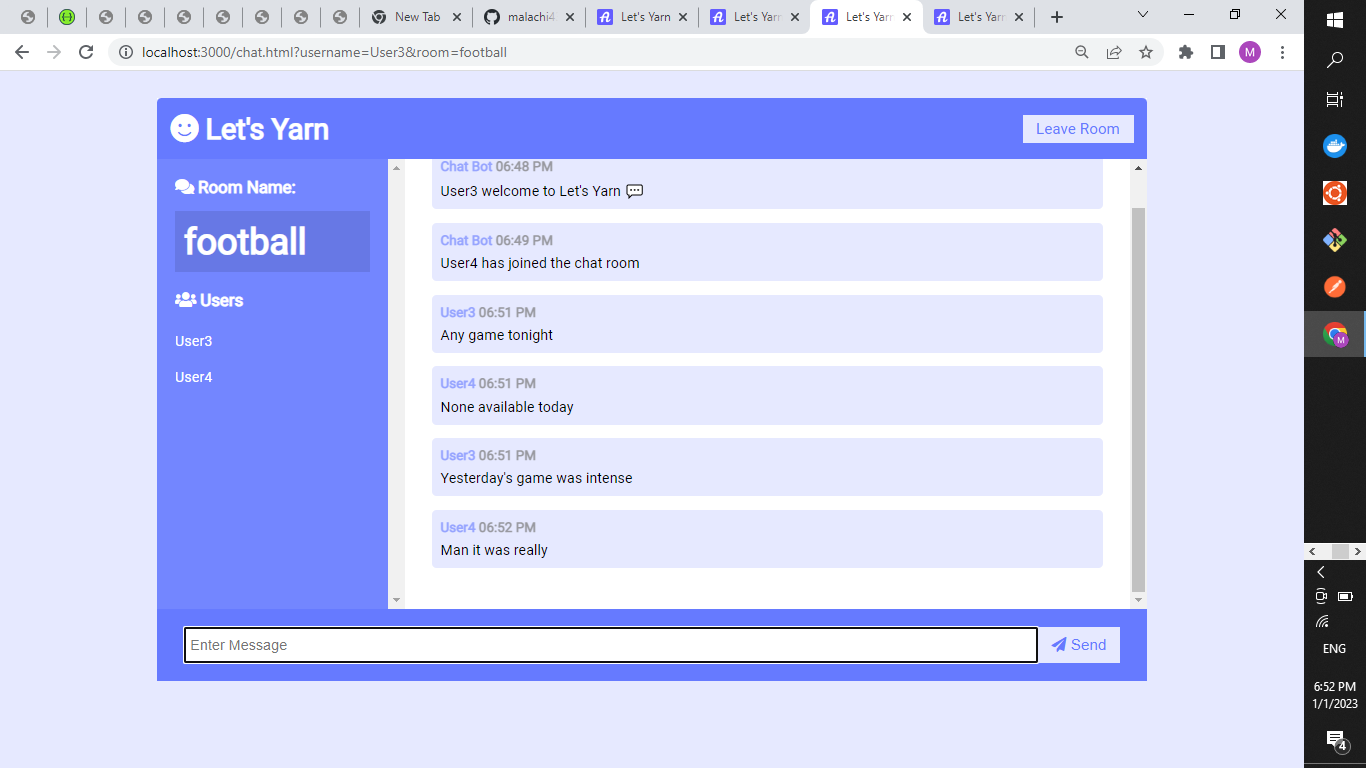 New Tab
malachi4
Let's Yarn
Let's Yarn
Let's Yarn
Let's Yarn
localhost:3000/chat.html?username=User3&room=football
M
Let's Yarn
Leave Room
Room Name:
football
Users
User3
User4
Chat Bot 06:48 PM
User3 welcome to Let's Yarn 💬
Chat Bot 06:49 PM
User4 has joined the chat room
User3 06:51 PM
Any game tonight
User4 06:51 PM
None available today
User3 06:51 PM
Yesterday's game was intense
User4 06:52 PM
Man it was really
Enter Message
Send
M
ENG
6:52 PM
1/1/2023
4